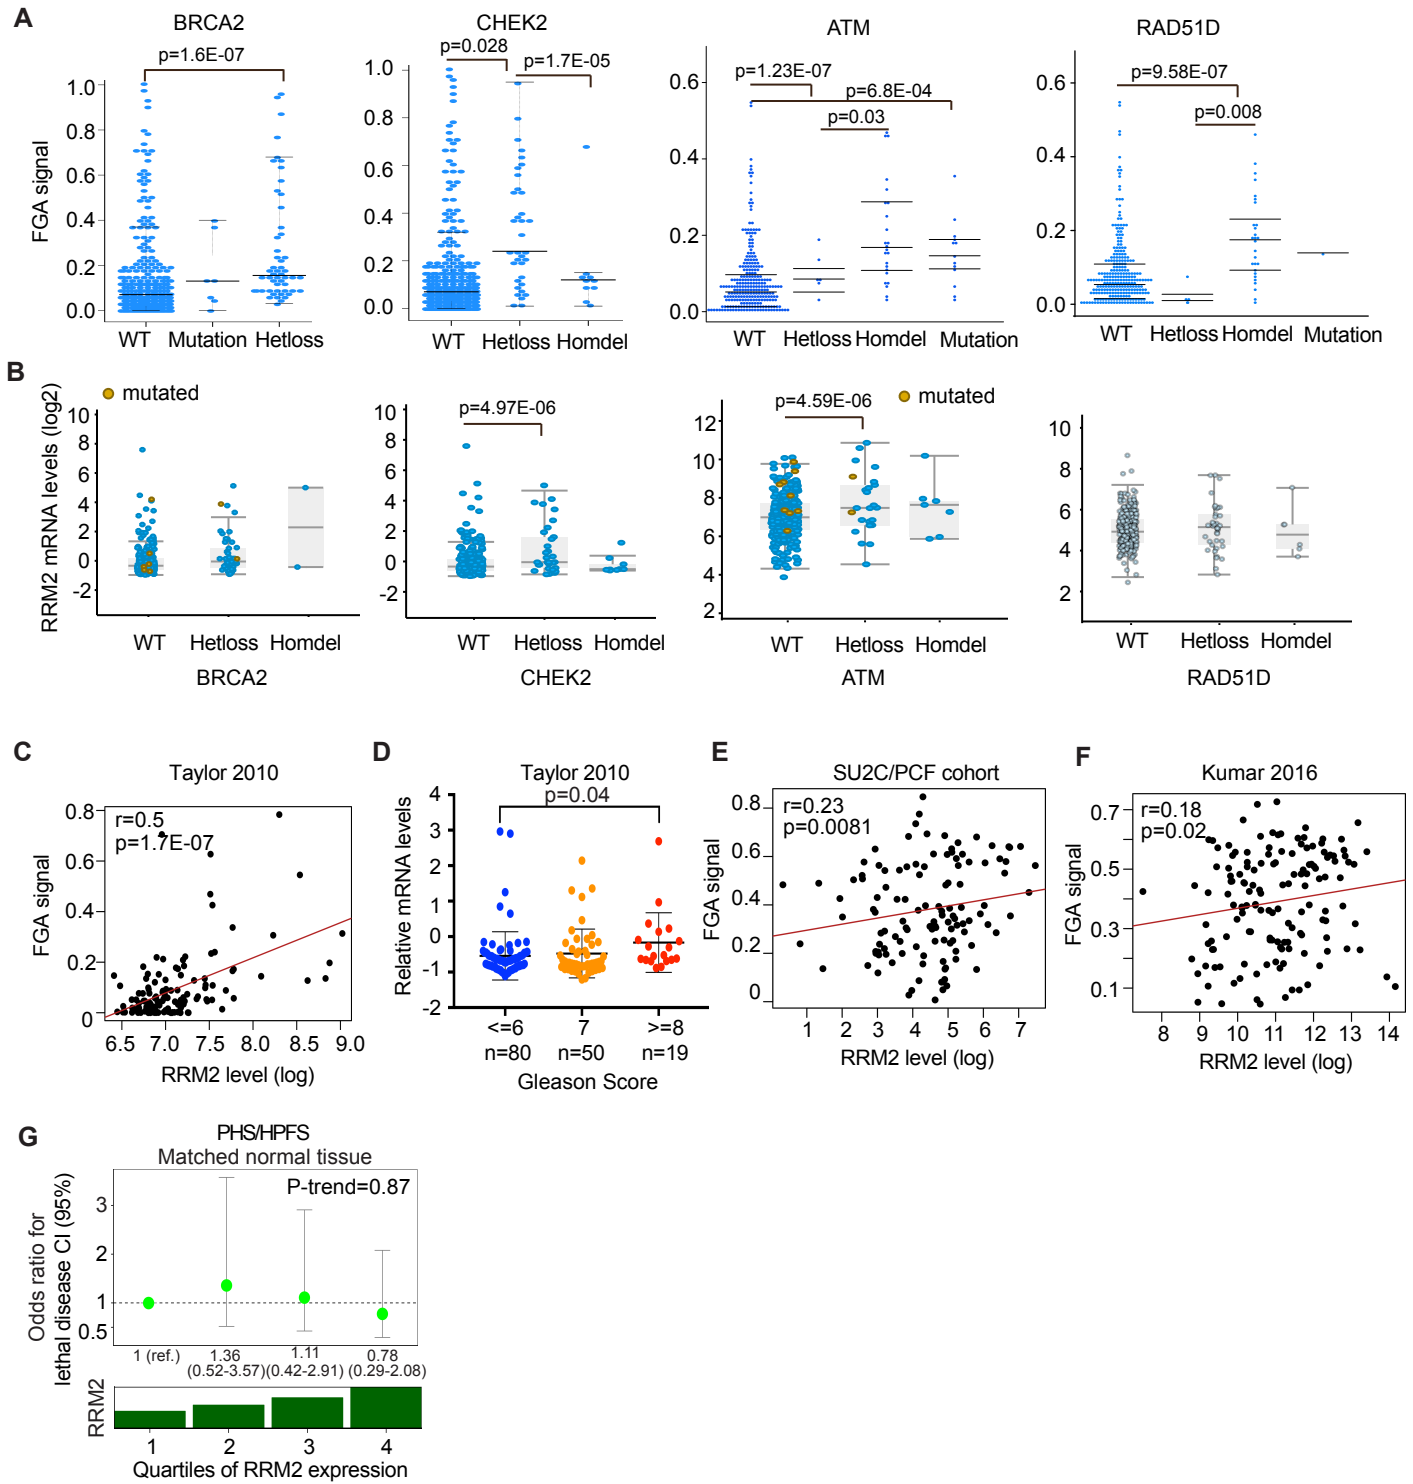 A
BRCA2
p=1.6E-07
FGA signal
1.0
0.8
0.6
0.4
0.2
0.0
WT Mutation Hetloss
CHEK2
p=0.028
p=1.7E-05
1.0
0.8
0.6
0.4
0.2
0.0
WT Hetloss Homdel
ATM
p=1.23E-07
p=6.8E-04
p=0.03
0.6
0.4
0.2
0.0
WT Hetloss Homdel Mutation
RAD51D
p=9.58E-07
p=0.008
0.6
0.4
0.2
0.0
WT Hetloss Homdel Mutation
B
mutated
RRM2 mRNA levels (log2)
10
8
6
4
2
0
-2
WT Hetloss Homdel
BRCA2
p=4.97E-06
10
8
6
4
2
0
-2
WT Hetloss Homdel
CHEK2
p=4.59E-06
mutated
12
10
8
6
4
2
WT Hetloss Homdel
ATM
10
8
6
4
2
WT Hetloss Homdel
RAD51D
C
Taylor 2010
r=0.5
p=1.7E-07
FGA signal
0.8
0.6
0.4
0.2
0
6.5 7.0 7.5 8.0 8.5 9.0
RRM2 level (log)
D
Taylor 2010
p=0.04
Relative mRNA levels
4
3
2
1
0
-1
-2
<=6 7 >=8
n=80 n=50 n=19
Gleason Score
E
SU2C/PCF cohort
r=0.23
p=0.0081
FGA signal
0.8
0.6
0.4
0.2
0
1 2 3 4 5 6 7
RRM2 level (log)
F
Kumar 2016
r=0.18
p=0.02
FGA signal
0.7
0.5
0.3
0.1
8 9 10 11 12 13 14
RRM2 level (log)
G
PHS/HPFS
Matched normal tissue
P-trend=0.87
Odds ratio for
lethal disease CI (95%)
3
2
1
0.5
1 (ref.) 1.36 1.11 0.78
(0.52-3.57) (0.42-2.91) (0.29-2.08)
RRM2
1 2 3 4
Quartiles of RRM2 expression